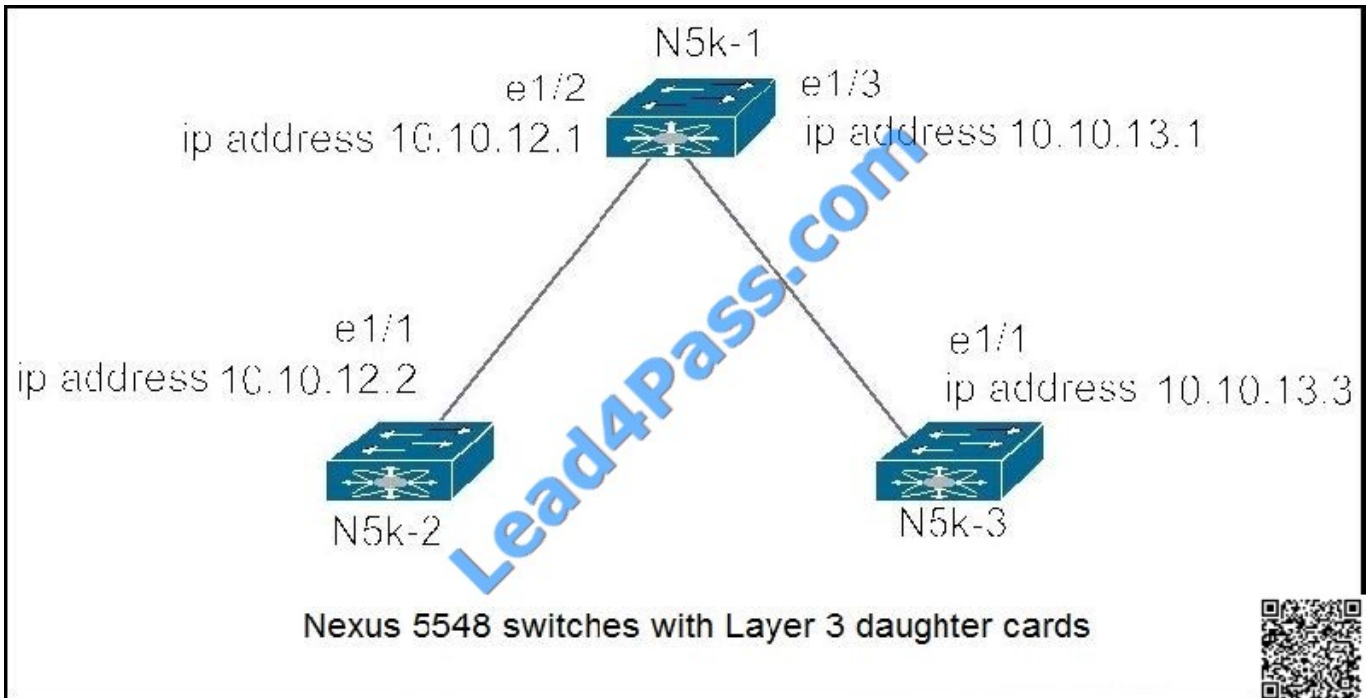 N5k-1
e1/2
ip address 10.10.12.1
e1/3
ip address 10.10.13.1
e1/1
ip address 10.10.12.2
e1/1
ip address 10.10.13.3
N5k-2
N5k-3
Lead4Pass.com
Nexus 5548 switches with Layer 3 daughter cards